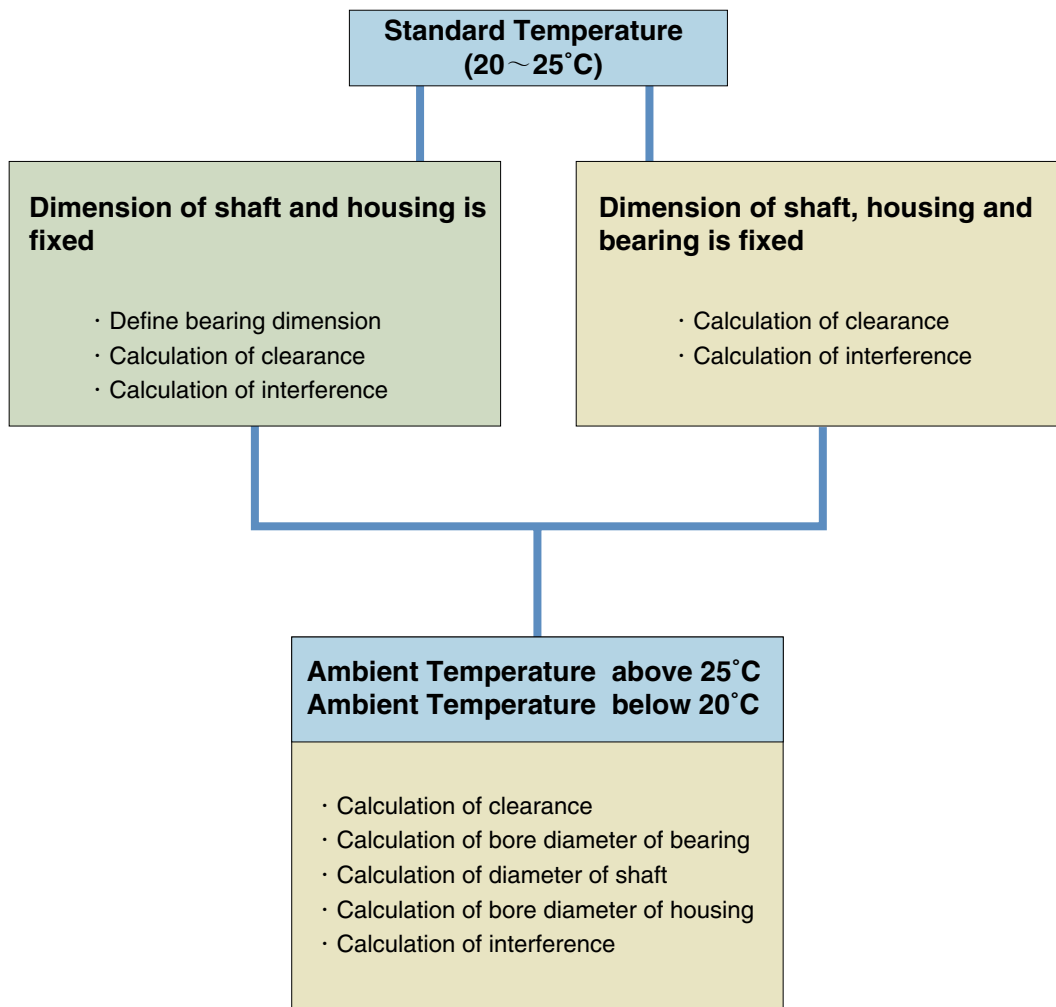 Standard Temperature
(20～25˚C)
Dimension of shaft and housing is
fixed
· Define bearing dimension
· Calculation of clearance
· Calculation of interference
Dimension of shaft, housing and
bearing is fixed
· Calculation of clearance
· Calculation of interference
Ambient Temperature  above 25˚C
Ambient Temperature  below 20˚C
· Calculation of clearance
· Calculation of bore diameter of bearing
· Calculation of diameter of shaft
· Calculation of bore diameter of housing
· Calculation of interference